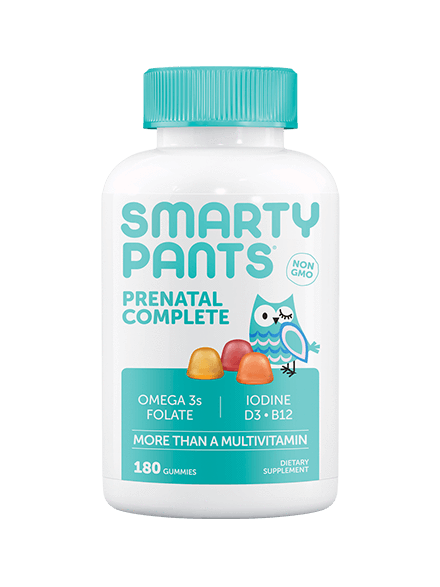 SMARTY
PANTS®
NON
GMO
PRENATAL
COMPLETE
OMEGA 3s
FOLATE
IODINE
D3 • B12
MORE THAN A MULTIVITAMIN
180 GUMMIES
DIETARY
SUPPLEMENT